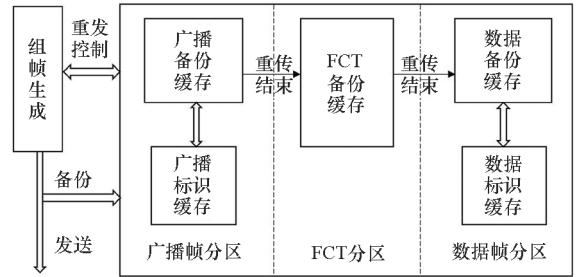 组帧生成
重发
控制
备份
发送
广播
备份
缓存
重传
结束
FCT
备份
缓存
重传
结束
数据
备份
缓存
广播
标识
缓存
数据
标识
缓存
广播帧分区
FCT分区
数据帧分区